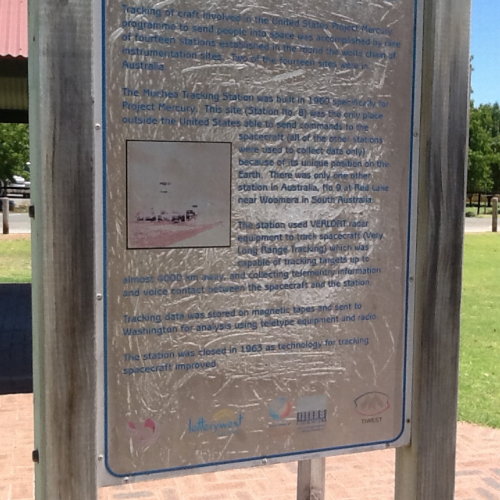 Tracking of craft involved in the United States Project Mercury
programme to send people into space was accomplished by
of fourteen stations established in the round the world chain of
instrumentation sites. Two of the fourteen sites were in
Australia
The Muchea Tracking Station was built in 1960 specifically for
Project Mercury. This site (Station No. 8) was the only place
outside the United States able to send commands to the
spacecraft (all of the other stations
were used to collect data only)
because of its unique position on the
Earth. There was only one other
station in Australia, No 9 at Red Lake
near Woomera in South Australia.
The station used VERLORT radar
equipment to track spacecraft (Very
Long Range Tracking) which was
capable of tracking targets up to
almost 4000 km away, and collecting telemetry information
and voice contact between the spacecraft and the station.
Tracking data was stored on magnetic tapes and sent to
Washington for analysis using teletype equipment and radio.
The station was closed in 1963 as technology for tracking
spacecraft improved.
lotterywest
TIWEST